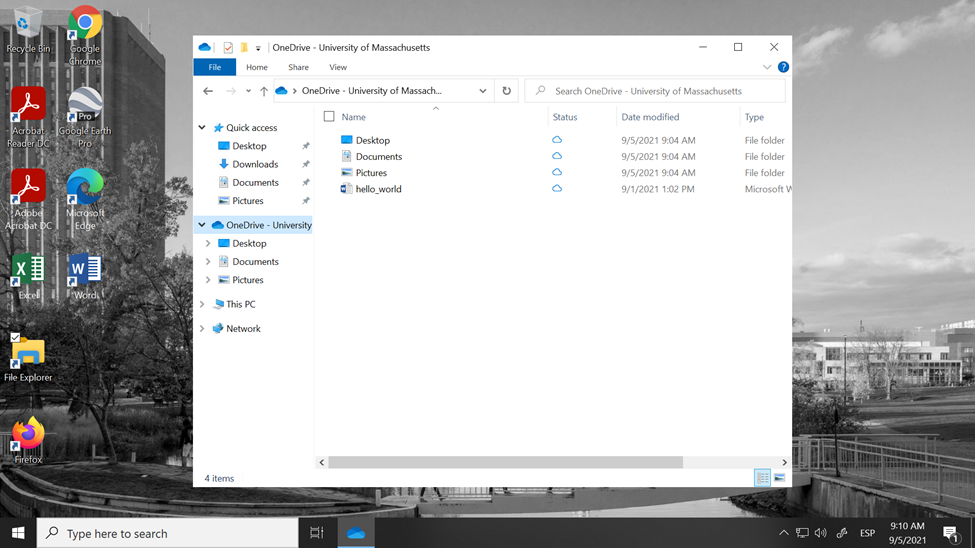 Recycle Bin
Google Chrome
Acrobat Reader DC
Pro
Google Earth Pro
Adobe Acrobat DC
Microsoft Edge
Excel
Word
File Explorer
Firefox
OneDrive - University of Massachusetts
File Home Share View
OneDrive - University of Massach...
Search OneDrive - University of Massachusetts
Quick access
Desktop
Downloads
Documents
Pictures
OneDrive - University
Desktop
Documents
Pictures
This PC
Network
Name Status Date modified Type
Desktop 9/5/2021 9:04 AM File folder
Documents 9/5/2021 9:04 AM File folder
Pictures 9/5/2021 9:04 AM File folder
hello_world 9/1/2021 1:02 PM Microsoft W
4 items
Type here to search
ESP
9:10 AM
9/5/2021
1